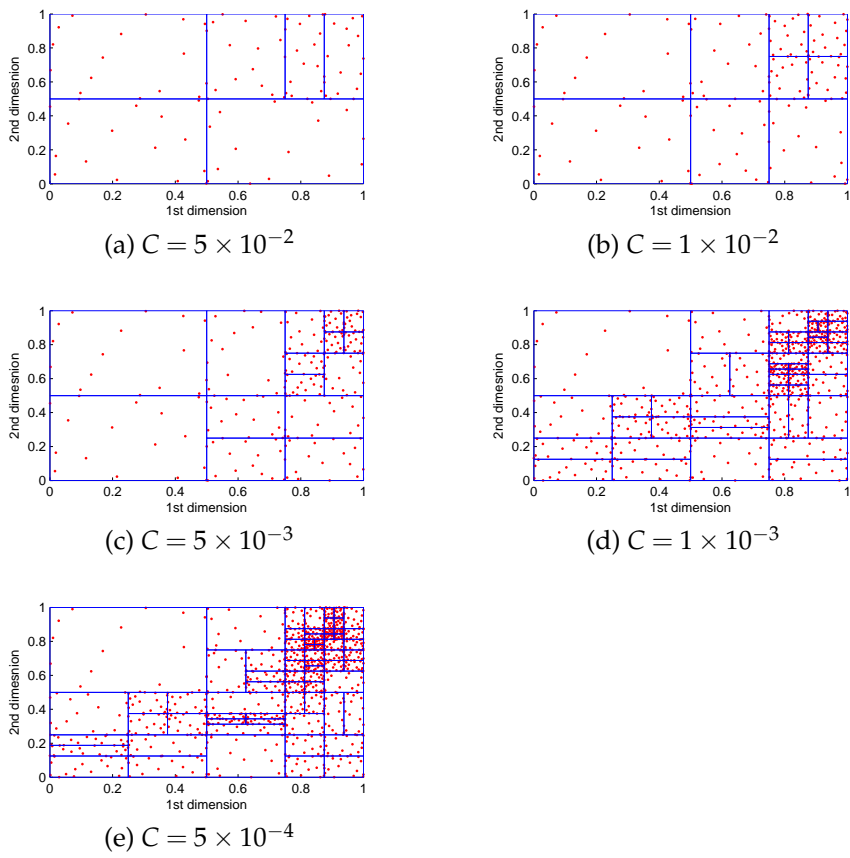 1
0.8
0.6
0.4
0.2
0
2nd dimesnion
0 0.2 0.4 0.6 0.8 1
1st dimension
(a) C = 5 × 10⁻²
1
0.8
0.6
0.4
0.2
0
2nd dimesnion
0 0.2 0.4 0.6 0.8 1
1st dimension
(b) C = 1 × 10⁻²
1
0.8
0.6
0.4
0.2
0
2nd dimesnion
0 0.2 0.4 0.6 0.8 1
1st dimension
(c) C = 5 × 10⁻³
1
0.8
0.6
0.4
0.2
0
2nd dimesnion
0 0.2 0.4 0.6 0.8 1
1st dimension
(d) C = 1 × 10⁻³
1
0.8
0.6
0.4
0.2
0
2nd dimesnion
0 0.2 0.4 0.6 0.8 1
1st dimension
(e) C = 5 × 10⁻⁴